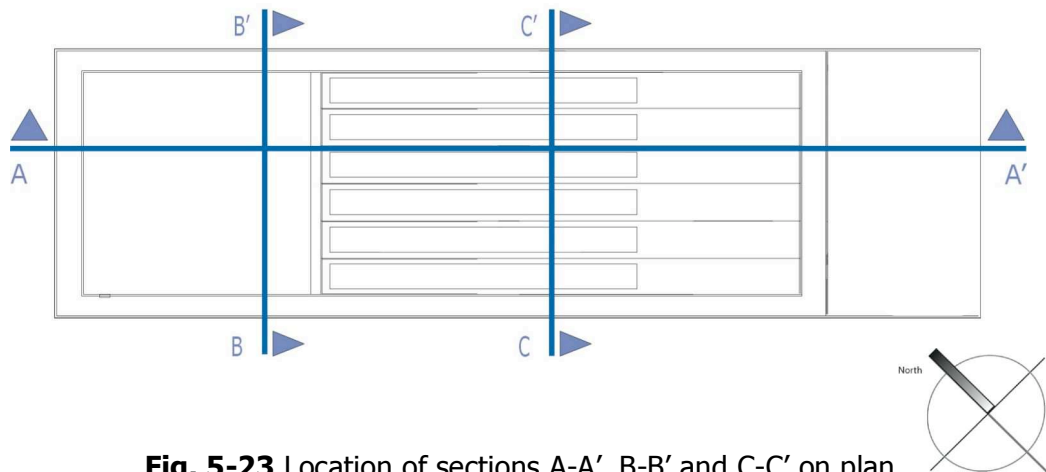 B’ C’
A A’
B C
North
Fig. 5-23 Location of sections A-A’, B-B’ and C-C’ on plan